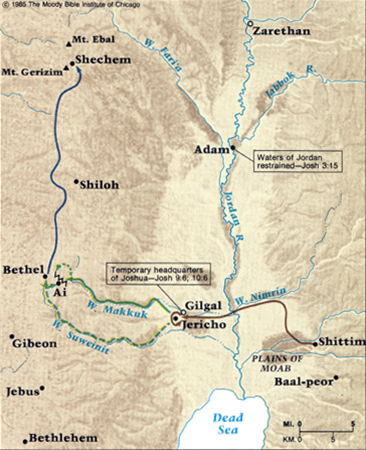 © 1985 The Moody Bible Institute of Chicago
Mt. Ebal
Zarethan
Mt. Gerizim
Shechem
W. Far'a
Jabbok R.
Adam
Waters of Jordan
restrained—Josh 3:15
Shiloh
Jordan R.
Bethel
Temporary headquarters
of Joshua—Josh 9:6; 10:6
Ai
W. Makkuk
Gilgal
W. Nimrin
Jericho
W. Suweinit
Gibeon
Shittim
PLAINS OF
MOAB
Jebus
Baal-peor
Dead
Sea
Bethlehem
MI. 0 5
KM. 0 5